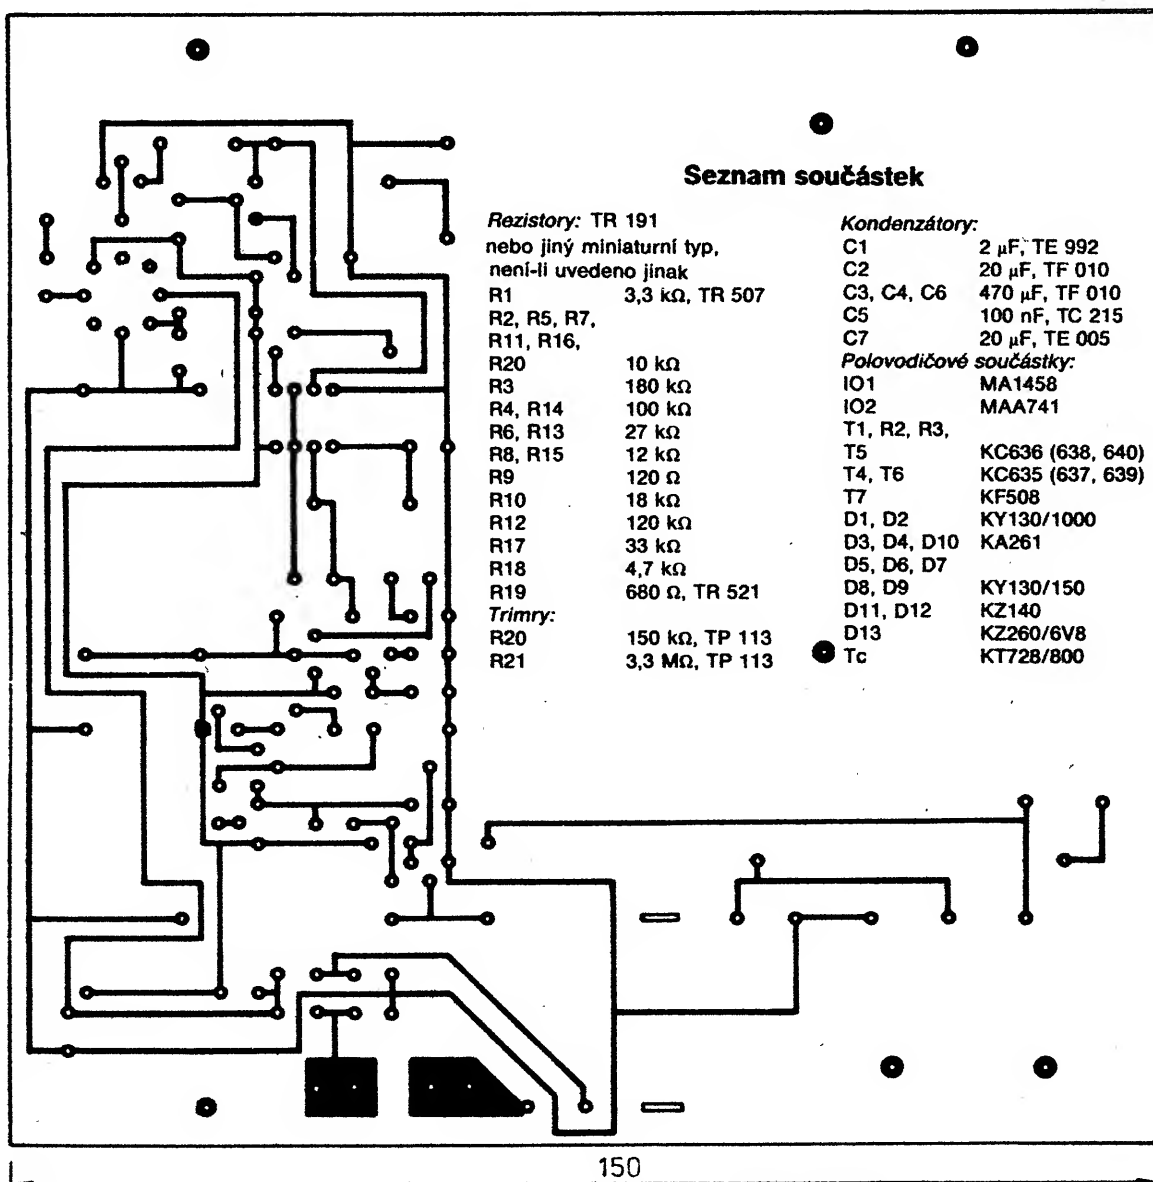 Seznam součástek
Rezistory: TR 191
nebo jiný miniaturní typ,
není-li uvedeno jinak
R1 3,3 kΩ, TR 507
R2, R5, R7,
R11, R16,
R20 10 kΩ
R3 180 kΩ
R4, R14 100 kΩ
R6, R13 27 kΩ
R8, R15 12 kΩ
R9 120 Ω
R10 18 kΩ
R12 120 kΩ
R17 33 kΩ
R18 4,7 kΩ
R19 680 Ω, TR 521
Trimry:
R20 150 kΩ, TP 113
R21 3,3 MΩ, TP 113
Kondenzátory:
C1 2 μF, TE 992
C2 20 μF, TF 010
C3, C4, C6 470 μF, TF 010
C5 100 nF, TC 215
C7 20 μF, TE 005
Polovodičové součástky:
IO1 MA1458
IO2 MAA741
T1, R2, R3,
T5 KC636 (638, 640)
T4, T6 KC635 (637, 639)
T7 KF508
D1, D2 KY130/1000
D3, D4, D10 KA261
D5, D6, D7
D8, D9 KY130/150
D11, D12 KZ140
D13 KZ260/6V8
Tc KT728/800
150